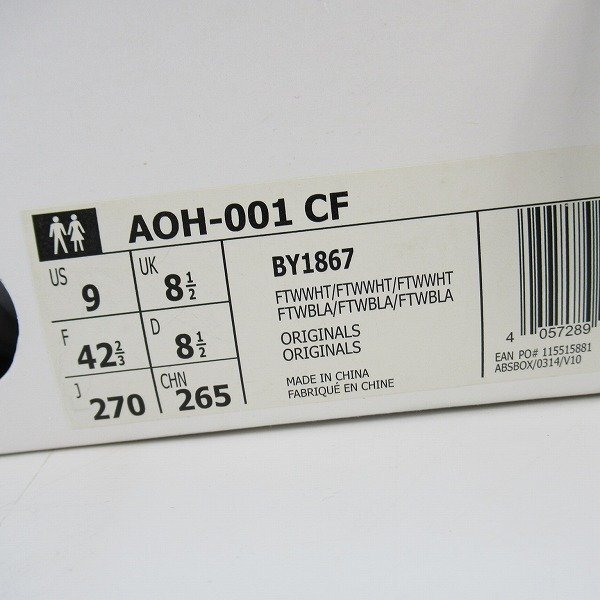 AOH-001 CF
US 9 UK 8 1/2
F 42 2/3 D 8 1/2
J 270 CHN 265
BY1867
FTWWHT/FTWWHT/FTWWHT
FTWBLA/FTWBLA/FTWBLA
ORIGINALS
ORIGINALS
MADE IN CHINA
FABRIQUÉ EN CHINE
4 057289
EAN PO# 115515881
ABSBOX/0314/V10